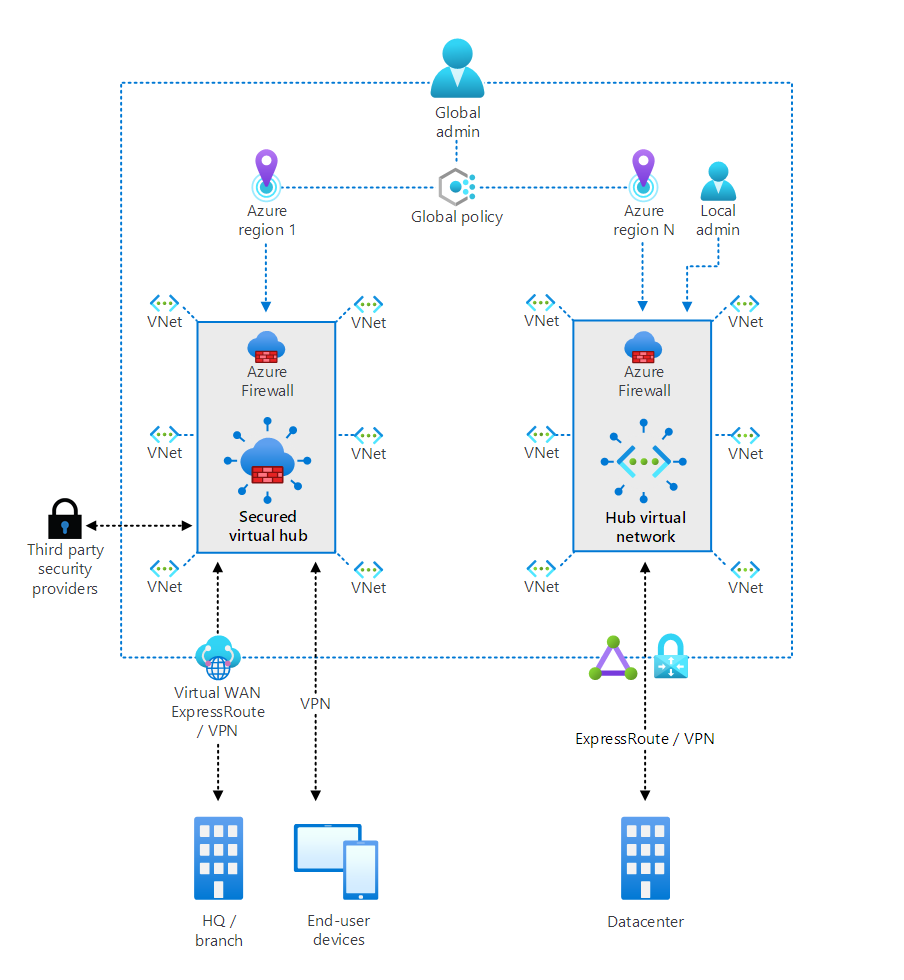 Global
admin
Azure
region 1
Global policy
Azure
region N
Local
admin
VNet
VNet
VNet
VNet
Azure
Firewall
Azure
Firewall
VNet
VNet
VNet
VNet
Secured
virtual hub
Hub virtual
network
Third party
security
providers
VNet
VNet
VNet
VNet
Virtual WAN
ExpressRoute
/ VPN
VPN
ExpressRoute / VPN
HQ /
branch
End-user
devices
Datacenter